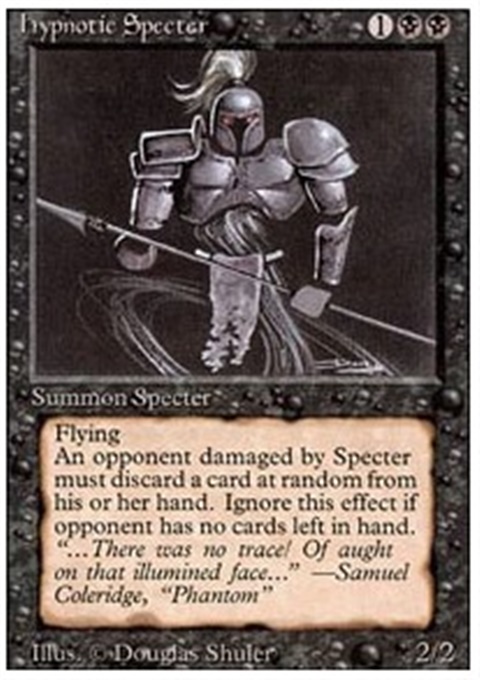 Hypnotic Specter 1
Summon Specter
Flying
An opponent damaged by Specter
must discard a card at random from
his or her hand. Ignore this effect if
opponent has no cards left in hand.
“...There was no trace! Of aught
on that illumined face...” —Samuel
Coleridge, “Phantom”
Illus. © Douglas Shuler 2/2